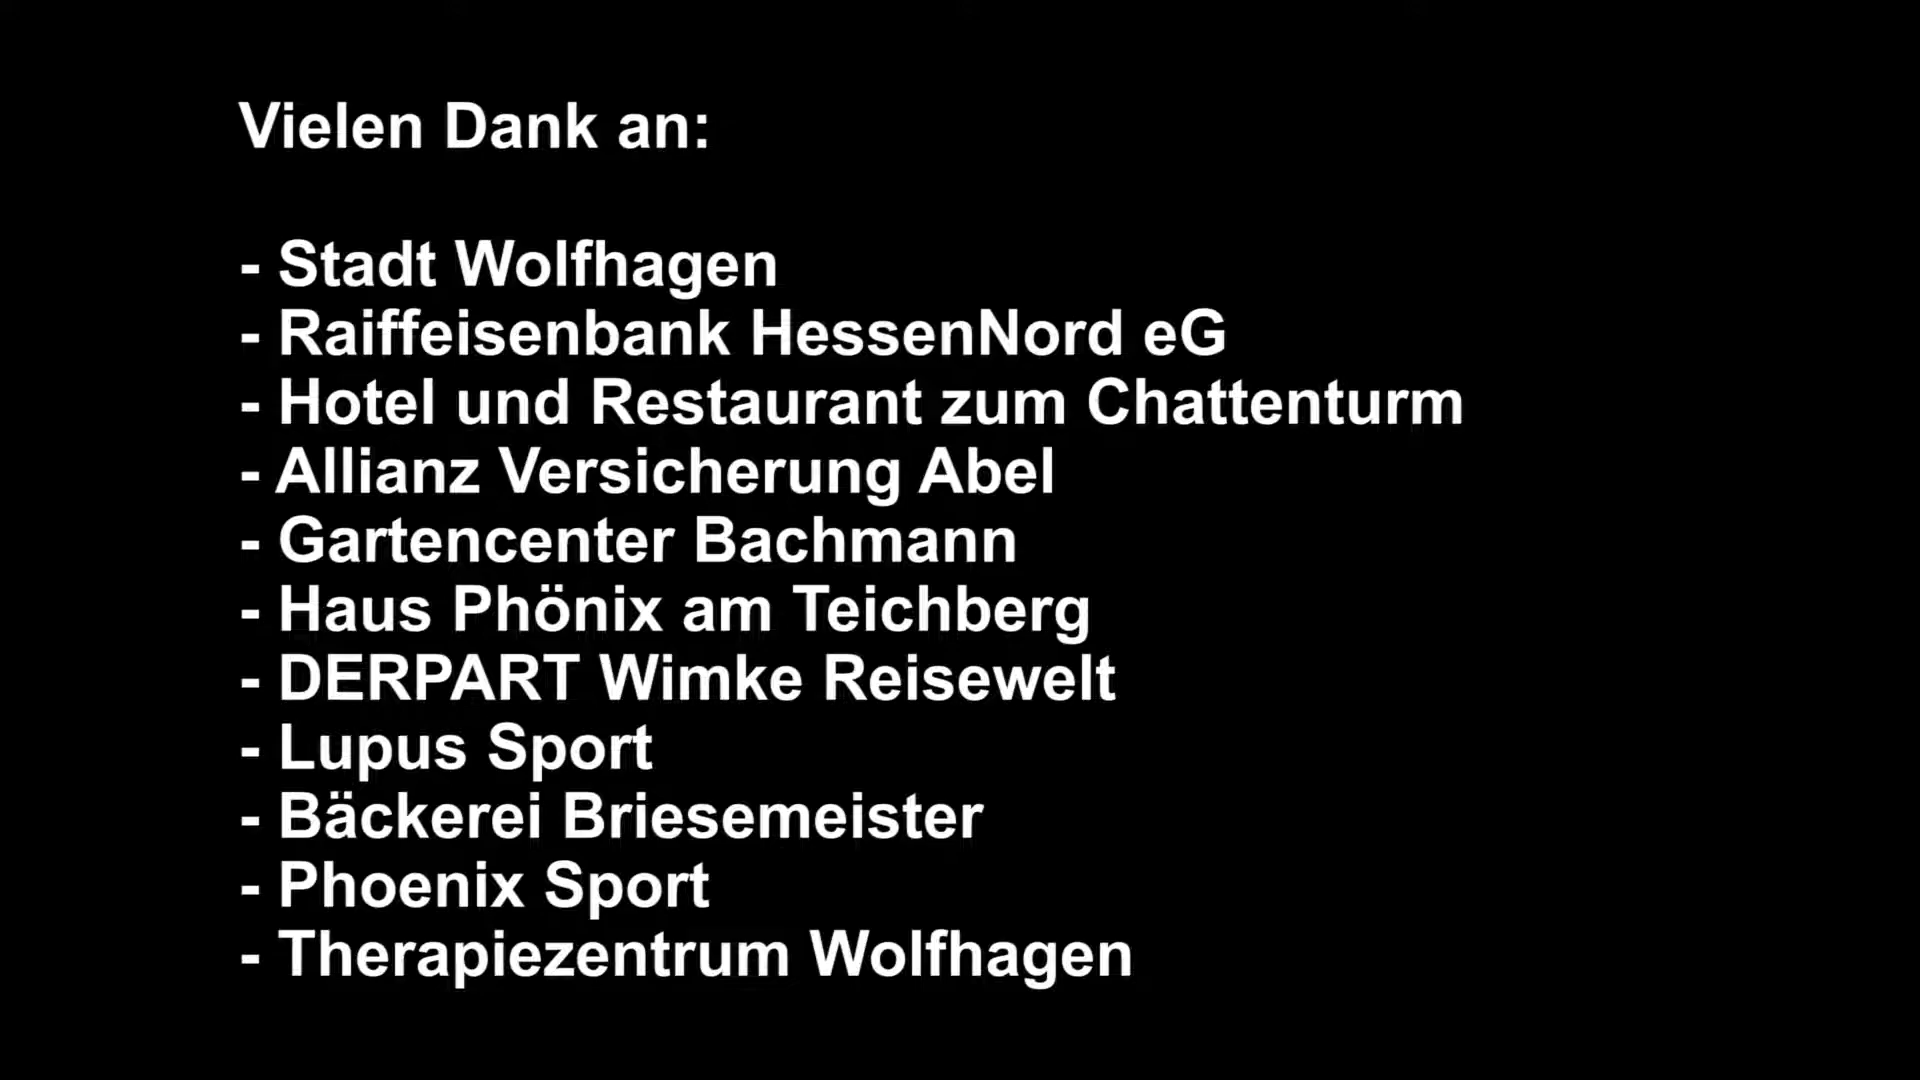 Vielen Dank an:
- Stadt Wolfhagen
- Raiffeisenbank HessenNord eG
- Hotel und Restaurant zum Chattenturm
- Allianz Versicherung Abel
- Gartencenter Bachmann
- Haus Phönix am Teichberg
- DERPART Wimke Reisewelt
- Lupus Sport
- Bäckerei Briesemeister
- Phoenix Sport
- Therapiezentrum Wolfhagen